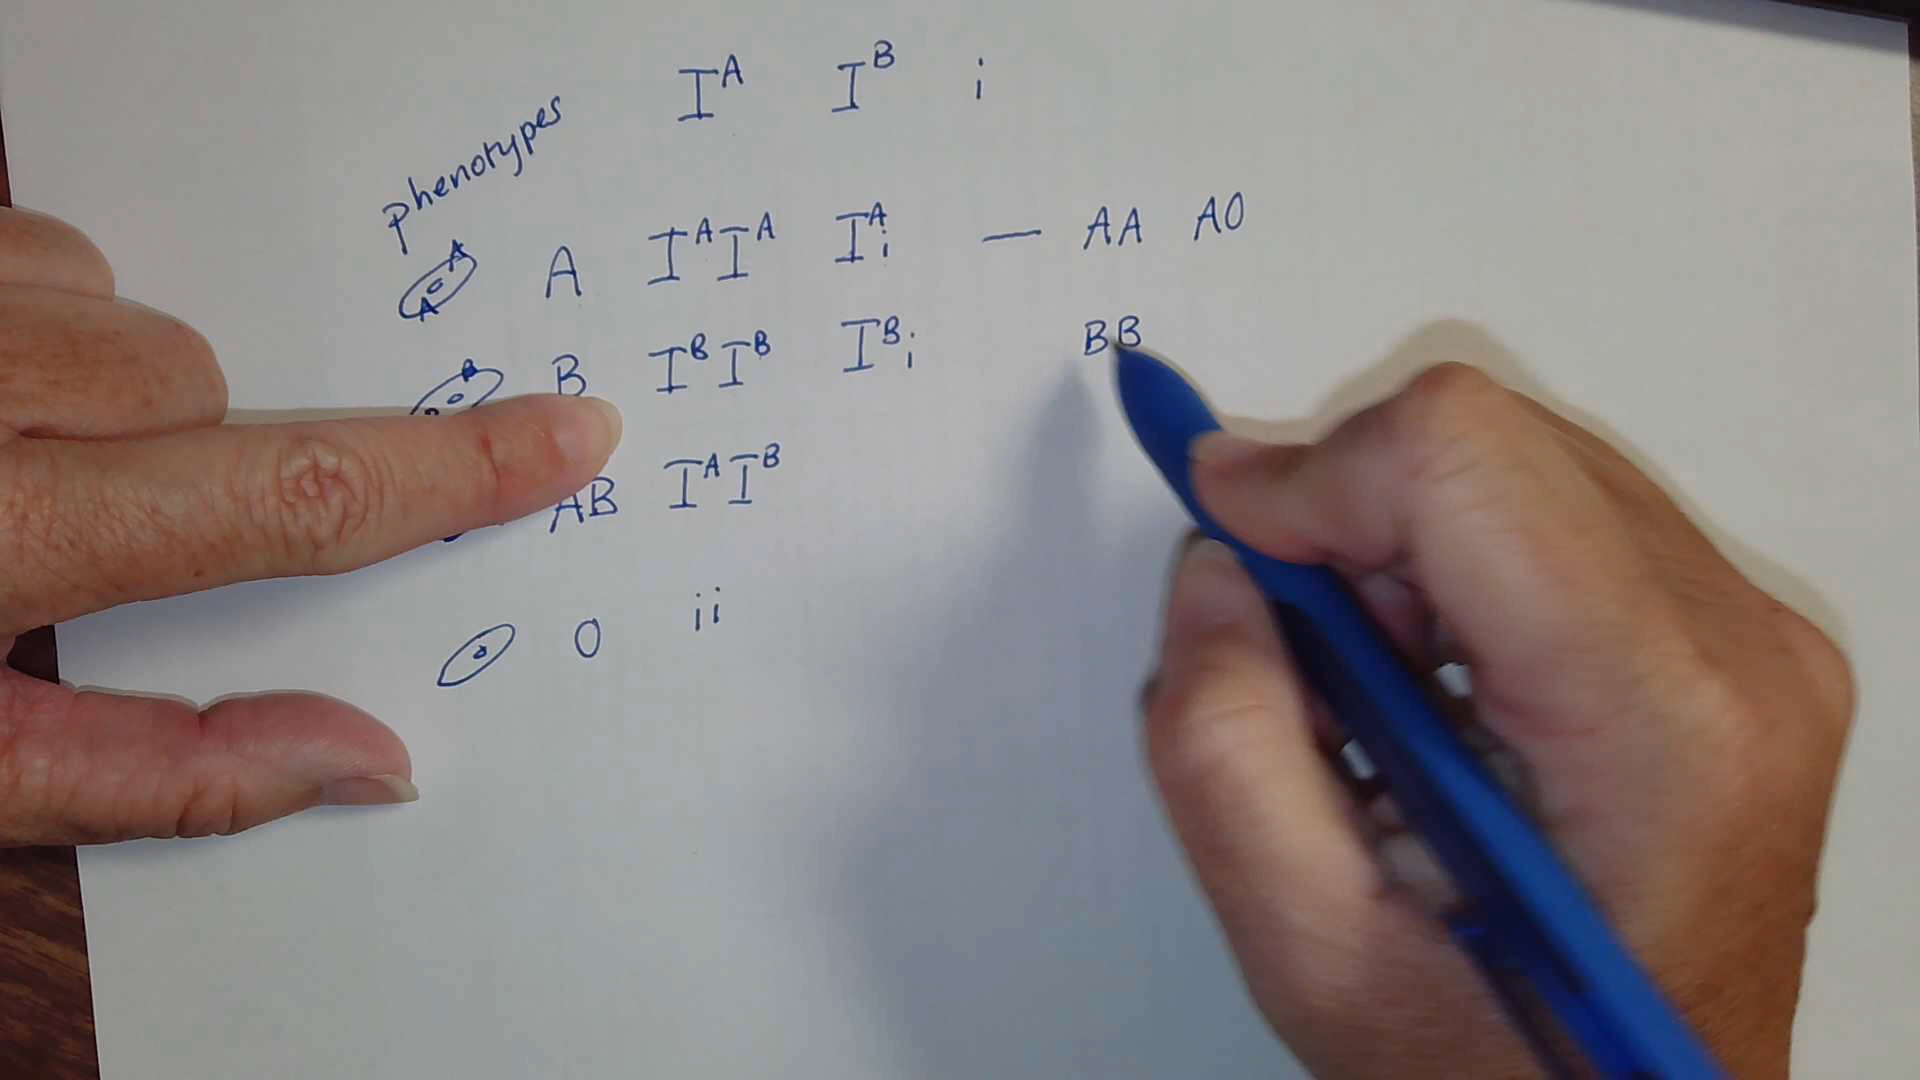 I^A I^B i
phenotypes
A
A
A I^A I^A I^A i — AA AO
B
B I^B I^B I^B i BB
AB I^A I^B
O ii